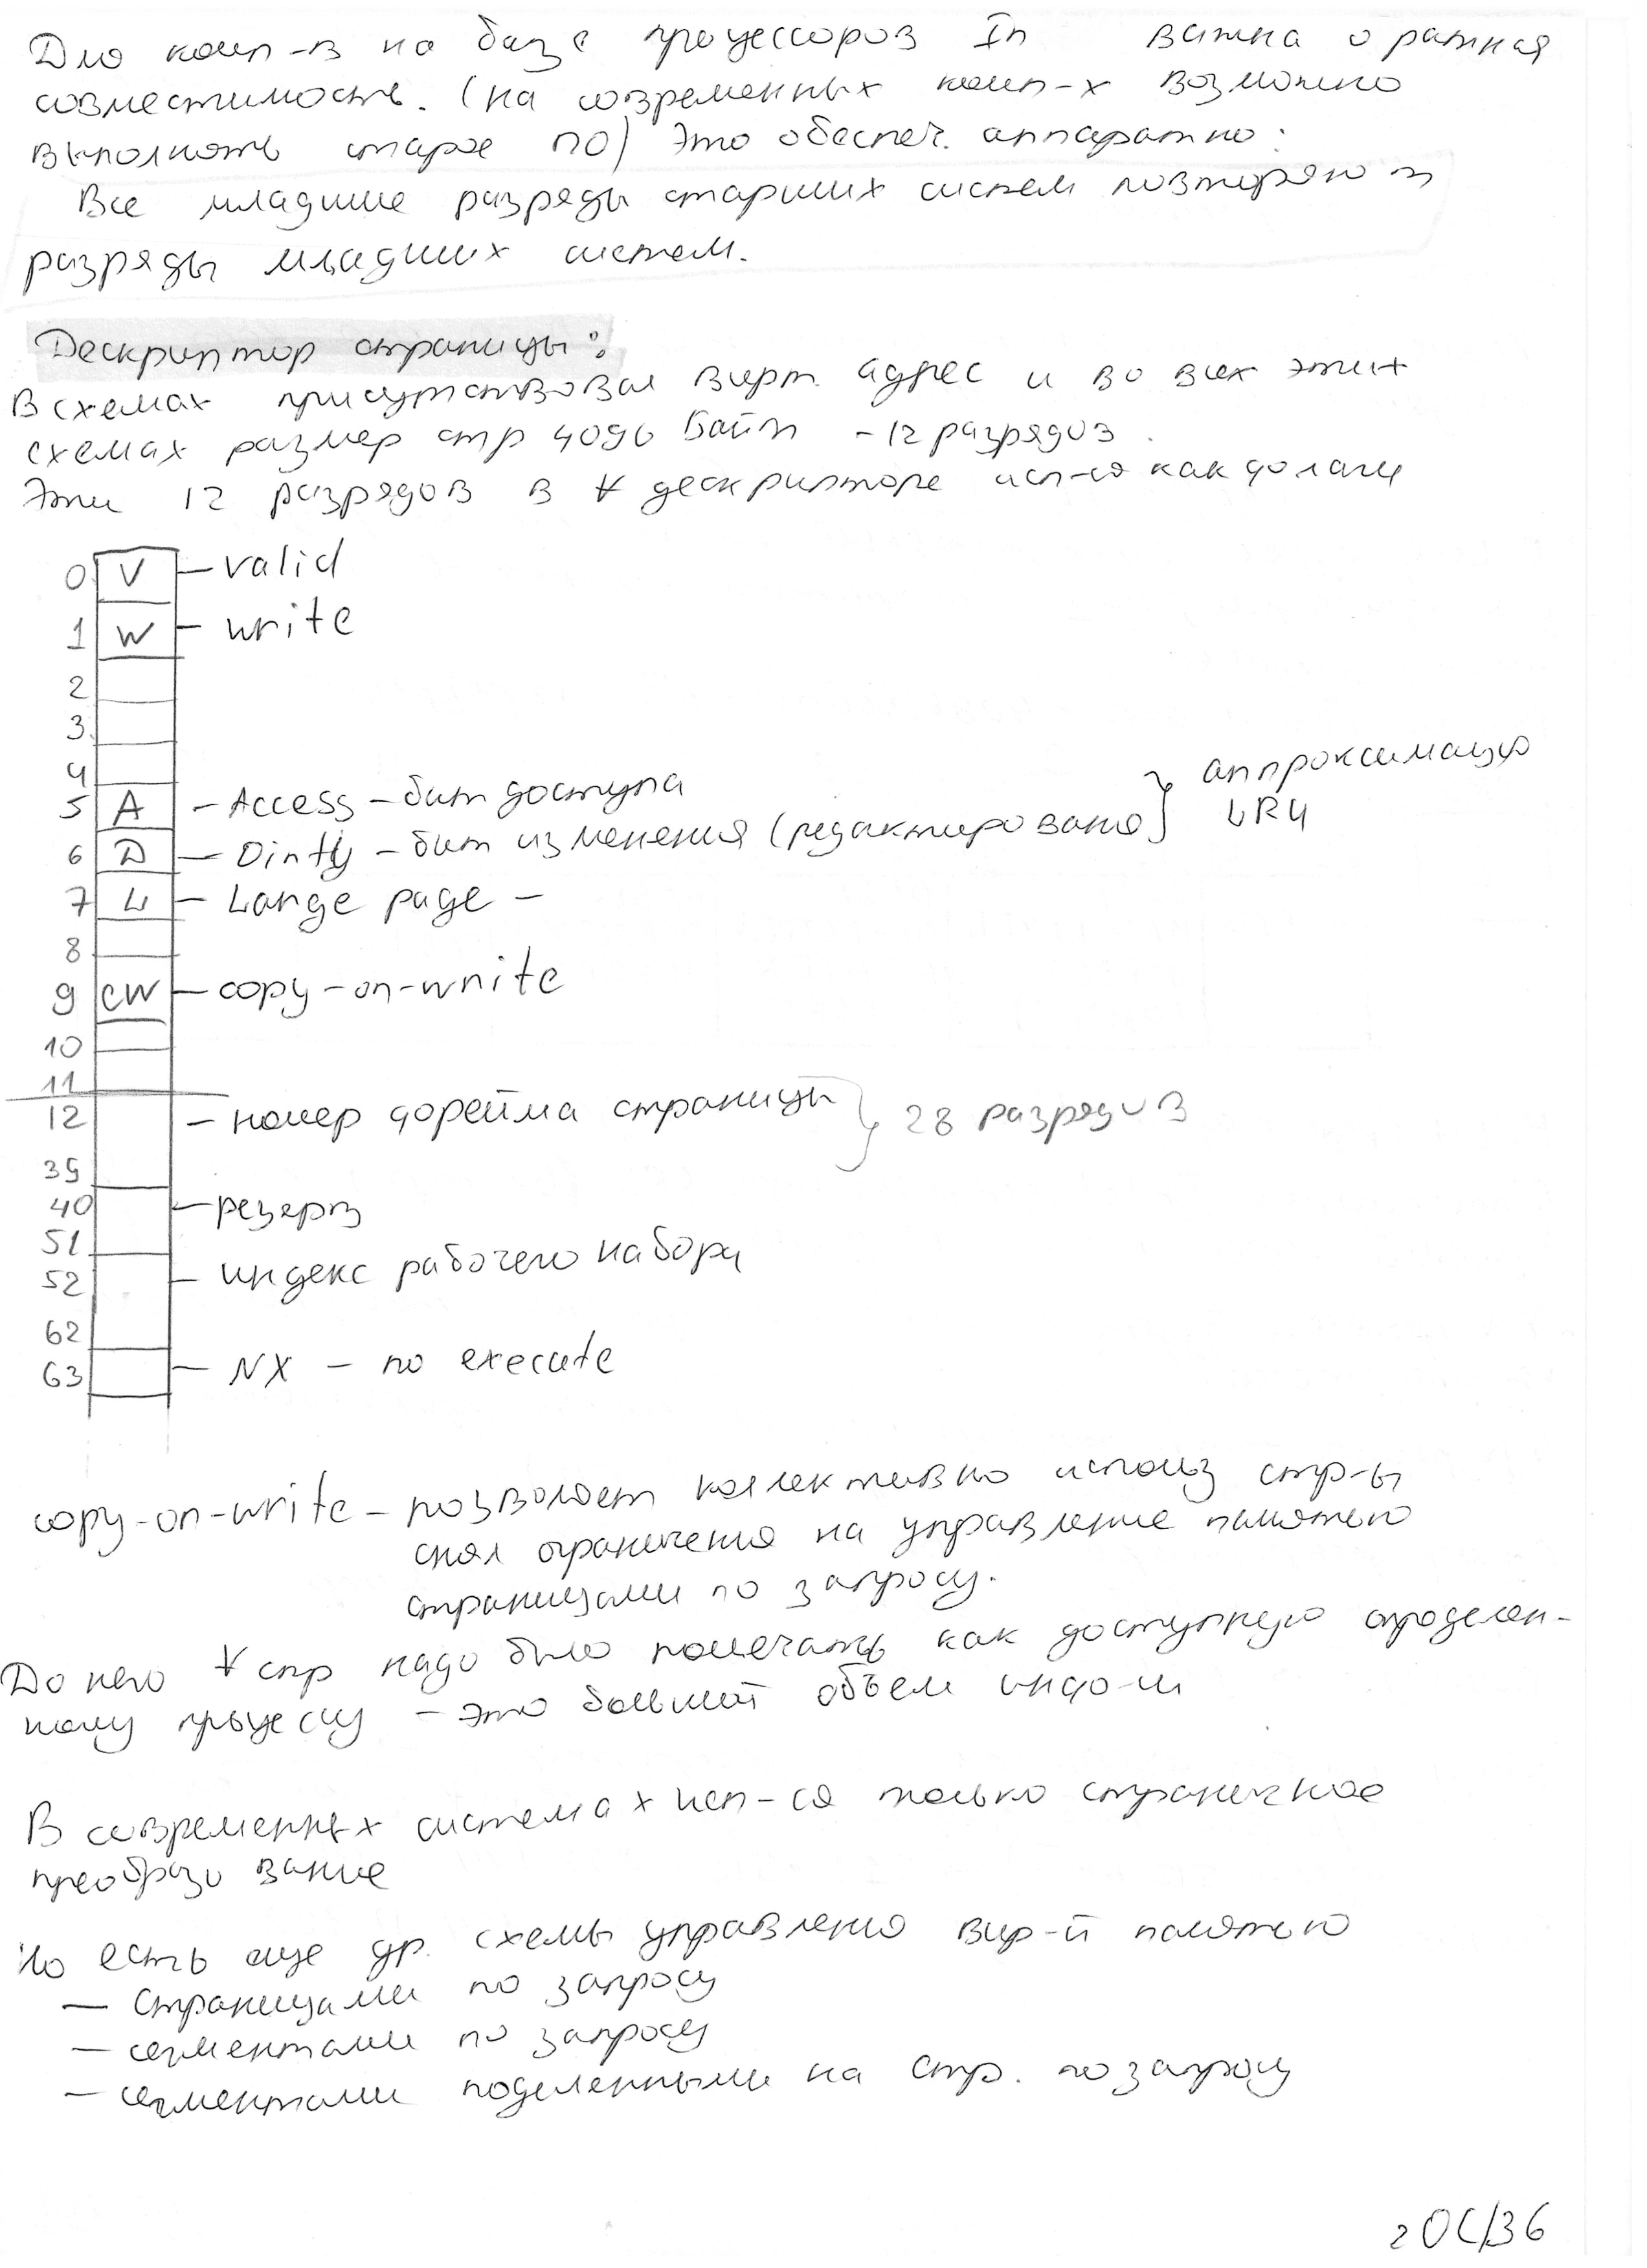 Для комп-в на базе процессоров In важна оратная
совместимость. (на современных комп-х возможно
выполнять старое ПО) Это обеспеч. аппаратно:
Все младшие разряды старших систем повторяют
разряды младших систем.
Дескриптор страницы:
В схемах присутствовал вирт. адрес и во всех этих
схемах размер стр 4096 байт - 12 разрядов.
Эти 12 разрядов в ∀ дескрипторе исп-ся как флаги
0 V - valid
1 W - write
2
3
4
5 A - Access - бит доступа
6 D - Dirty - бит изменения (редактирования) } аппроксимация LRU
7 L - Large page -
8
9 CW - copy-on-write
10
11
12 - номер фрейма страницы } 28 разрядов
39
40 - резерв
51
52 - индекс рабочего набора
62
63 - NX - no execute
copy-on-write - позволяет коллективно использ стр-ы
снял ограничения на управление памятью
страницами по запросу.
До него ∀ стр надо было помечать как доступную определен-
ному процессу - это большой объем инфо-и
В современных системах исп-ся только страничное
преобразование
Но есть еще др. схемы управления вир-й памятью
- страницами по запросу
- сегментами по запросу
- сегментами поделенными на стр. по запросу
2 ОС/36